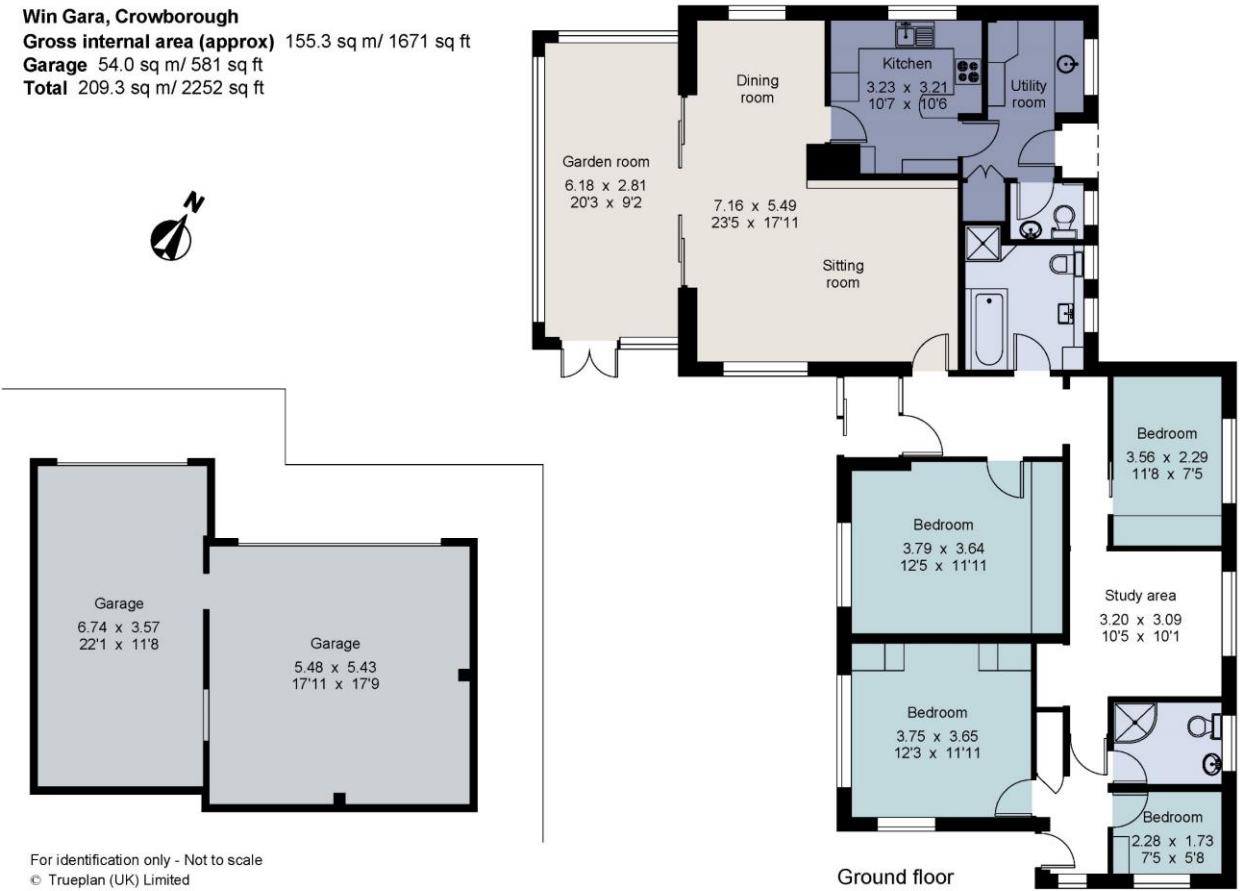 Win Gara, Crowborough
Gross internal area (approx) 155.3 sq m/ 1671 sq ft
Garage 54.0 sq m/ 581 sq ft
Total 209.3 sq m/ 2252 sq ft
N
Dining
room
Kitchen
3.23 x 3.21
10'7 x 10'6
Utility
room
Garden room
6.18 x 2.81
20'3 x 9'2
7.16 x 5.49
23'5 x 17'11
Sitting
room
Bedroom
3.56 x 2.29
11'8 x 7'5
Bedroom
3.79 x 3.64
12'5 x 11'11
Study area
3.20 x 3.09
10'5 x 10'1
Garage
6.74 x 3.57
22'1 x 11'8
Garage
5.48 x 5.43
17'11 x 17'9
Bedroom
3.75 x 3.65
12'3 x 11'11
Bedroom
2.28 x 1.73
7'5 x 5'8
For identification only - Not to scale
© Trueplan (UK) Limited
Ground floor